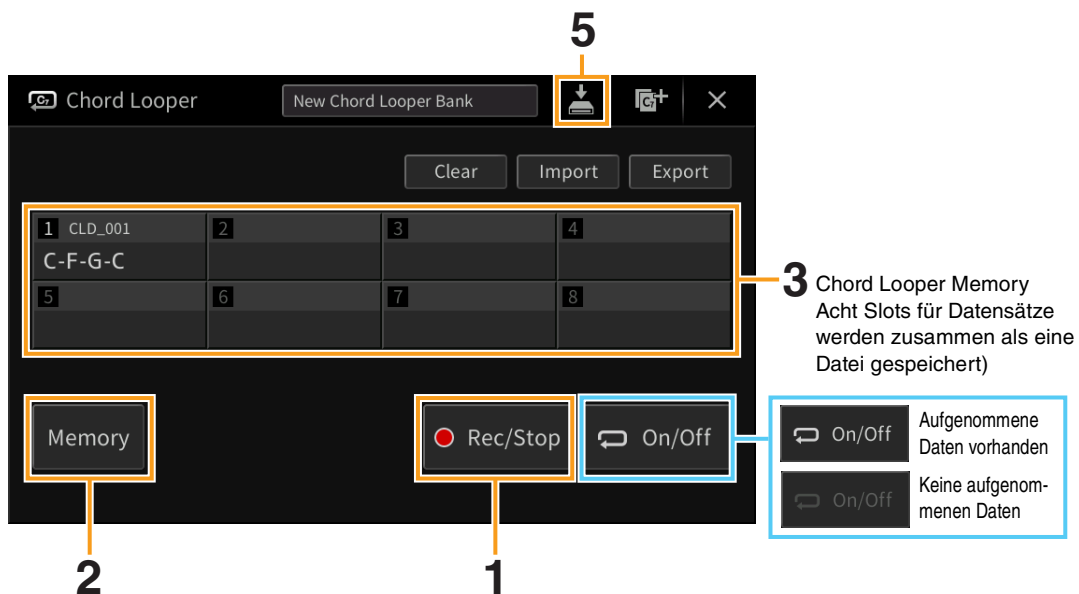 5
Chord Looper
New Chord Looper Bank
C7
Clear
Import
Export
1 CLD_001
C-F-G-C
2
3
4
5
6
7
8
3 Chord Looper Memory
Acht Slots für Datensätze
werden zusammen als eine
Datei gespeichert)
Memory
Rec/Stop
On/Off
On/Off
Aufgenommene
Daten vorhanden
On/Off
Keine aufgenom-
menen Daten
2
1